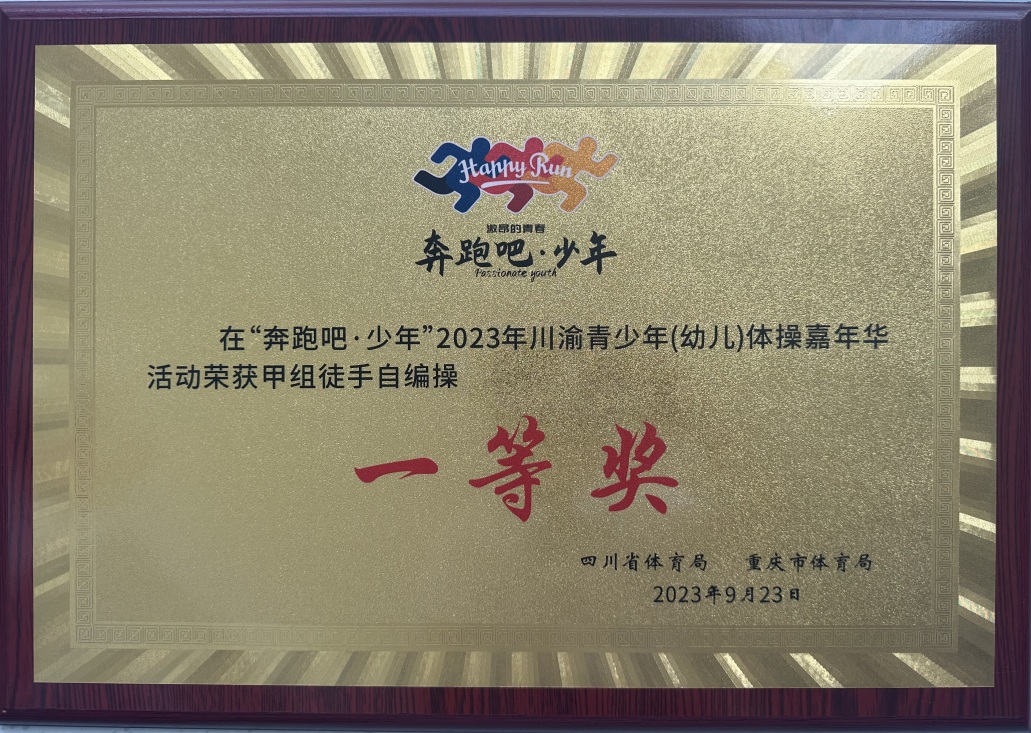 Happy Run
激昂的青春
奔跑吧·少年
Passionate youth
在“奔跑吧·少年”2023年川渝青少年(幼儿)体操嘉年华
活动荣获甲组徒手自编操
一等奖
四川省体育局 重庆市体育局
2023年9月23日